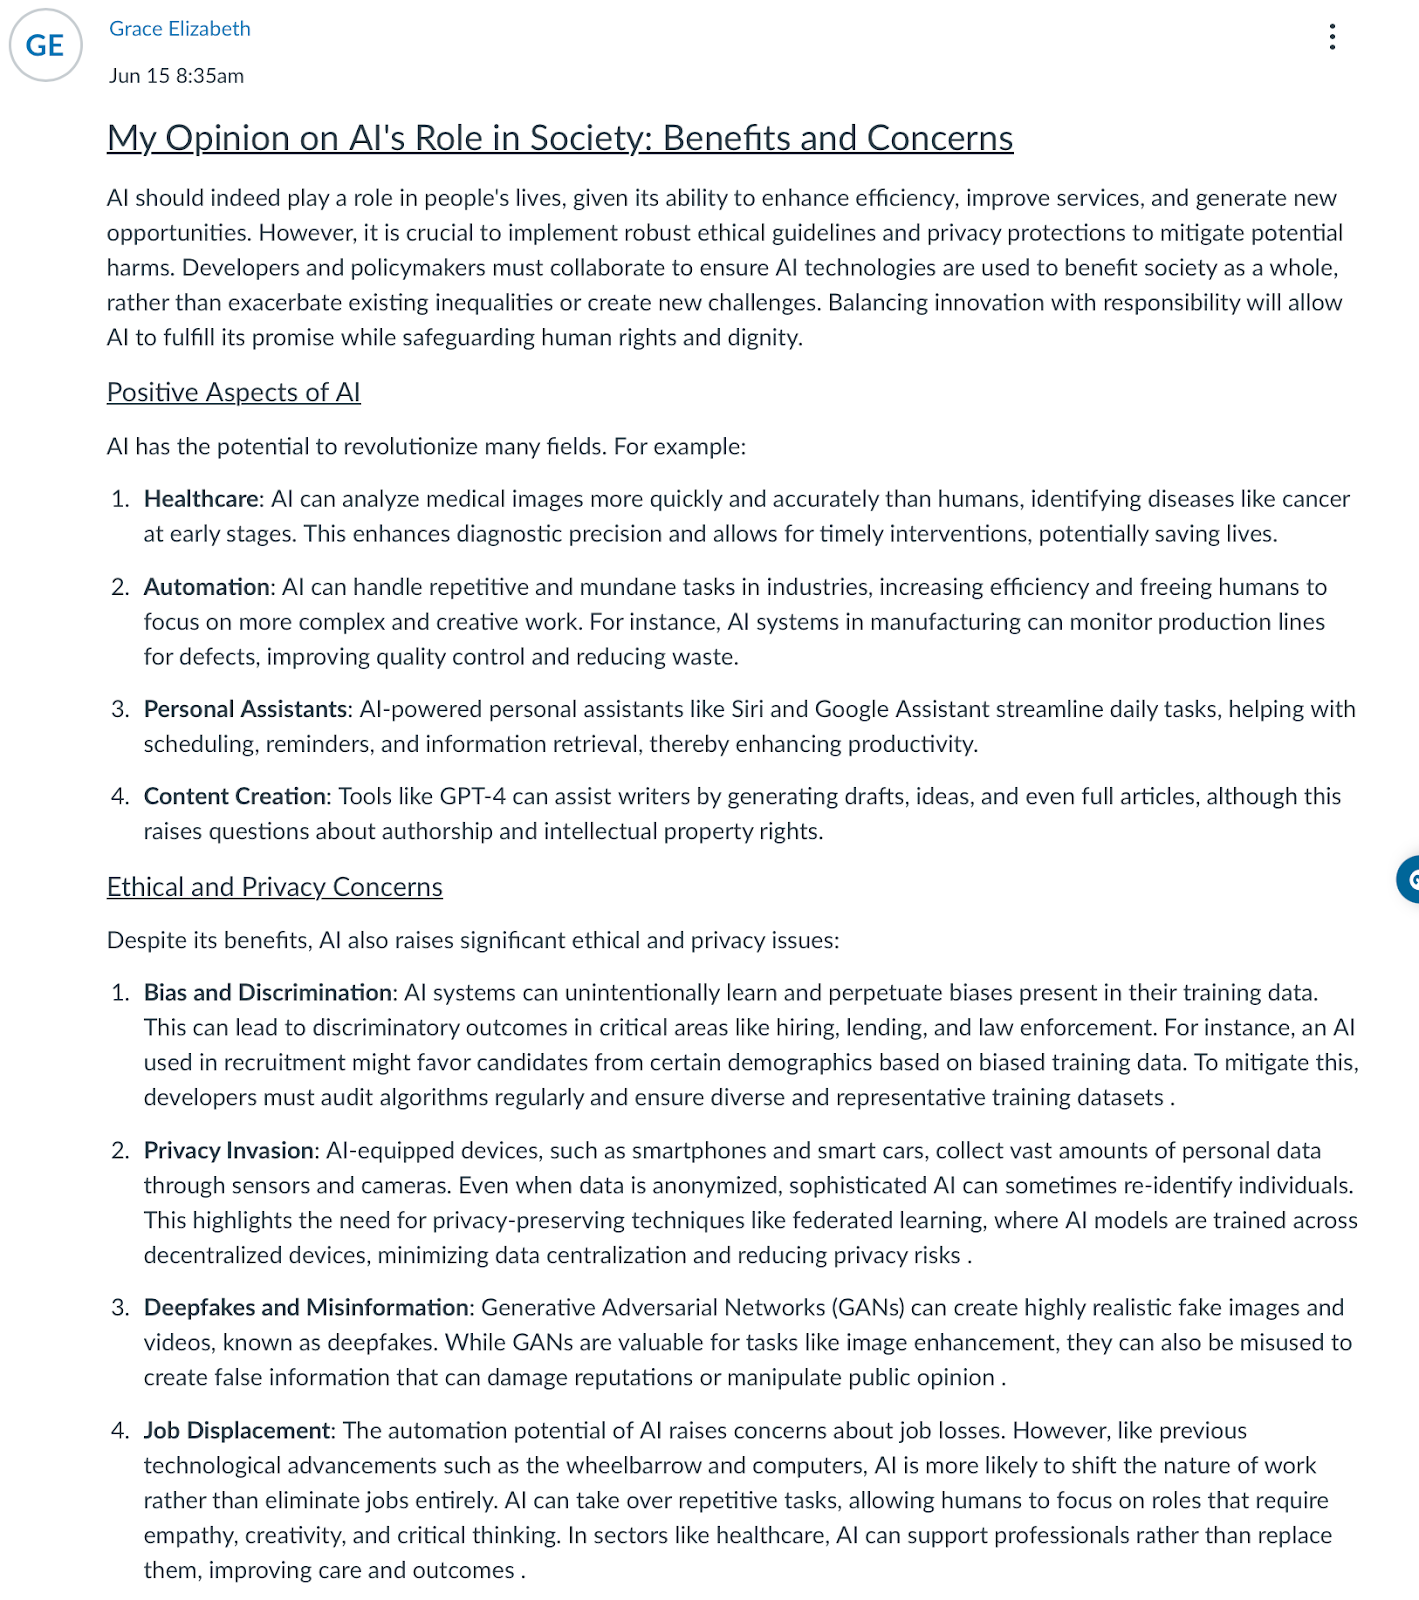 GE
Grace Elizabeth
Jun 15 8:35am
My Opinion on AI's Role in Society: Benefits and Concerns
AI should indeed play a role in people's lives, given its ability to enhance efficiency, improve services, and generate new
opportunities. However, it is crucial to implement robust ethical guidelines and privacy protections to mitigate potential
harms. Developers and policymakers must collaborate to ensure AI technologies are used to benefit society as a whole,
rather than exacerbate existing inequalities or create new challenges. Balancing innovation with responsibility will allow
AI to fulfill its promise while safeguarding human rights and dignity.
Positive Aspects of AI
AI has the potential to revolutionize many fields. For example:
1. Healthcare: AI can analyze medical images more quickly and accurately than humans, identifying diseases like cancer
at early stages. This enhances diagnostic precision and allows for timely interventions, potentially saving lives.
2. Automation: AI can handle repetitive and mundane tasks in industries, increasing efficiency and freeing humans to
focus on more complex and creative work. For instance, AI systems in manufacturing can monitor production lines
for defects, improving quality control and reducing waste.
3. Personal Assistants: AI-powered personal assistants like Siri and Google Assistant streamline daily tasks, helping with
scheduling, reminders, and information retrieval, thereby enhancing productivity.
4. Content Creation: Tools like GPT-4 can assist writers by generating drafts, ideas, and even full articles, although this
raises questions about authorship and intellectual property rights.
Ethical and Privacy Concerns
Despite its benefits, AI also raises significant ethical and privacy issues:
1. Bias and Discrimination: AI systems can unintentionally learn and perpetuate biases present in their training data.
This can lead to discriminatory outcomes in critical areas like hiring, lending, and law enforcement. For instance, an AI
used in recruitment might favor candidates from certain demographics based on biased training data. To mitigate this,
developers must audit algorithms regularly and ensure diverse and representative training datasets .
2. Privacy Invasion: AI-equipped devices, such as smartphones and smart cars, collect vast amounts of personal data
through sensors and cameras. Even when data is anonymized, sophisticated AI can sometimes re-identify individuals.
This highlights the need for privacy-preserving techniques like federated learning, where AI models are trained across
decentralized devices, minimizing data centralization and reducing privacy risks .
3. Deepfakes and Misinformation: Generative Adversarial Networks (GANs) can create highly realistic fake images and
videos, known as deepfakes. While GANs are valuable for tasks like image enhancement, they can also be misused to
create false information that can damage reputations or manipulate public opinion .
4. Job Displacement: The automation potential of AI raises concerns about job losses. However, like previous
technological advancements such as the wheelbarrow and computers, AI is more likely to shift the nature of work
rather than eliminate jobs entirely. AI can take over repetitive tasks, allowing humans to focus on roles that require
empathy, creativity, and critical thinking. In sectors like healthcare, AI can support professionals rather than replace
them, improving care and outcomes .